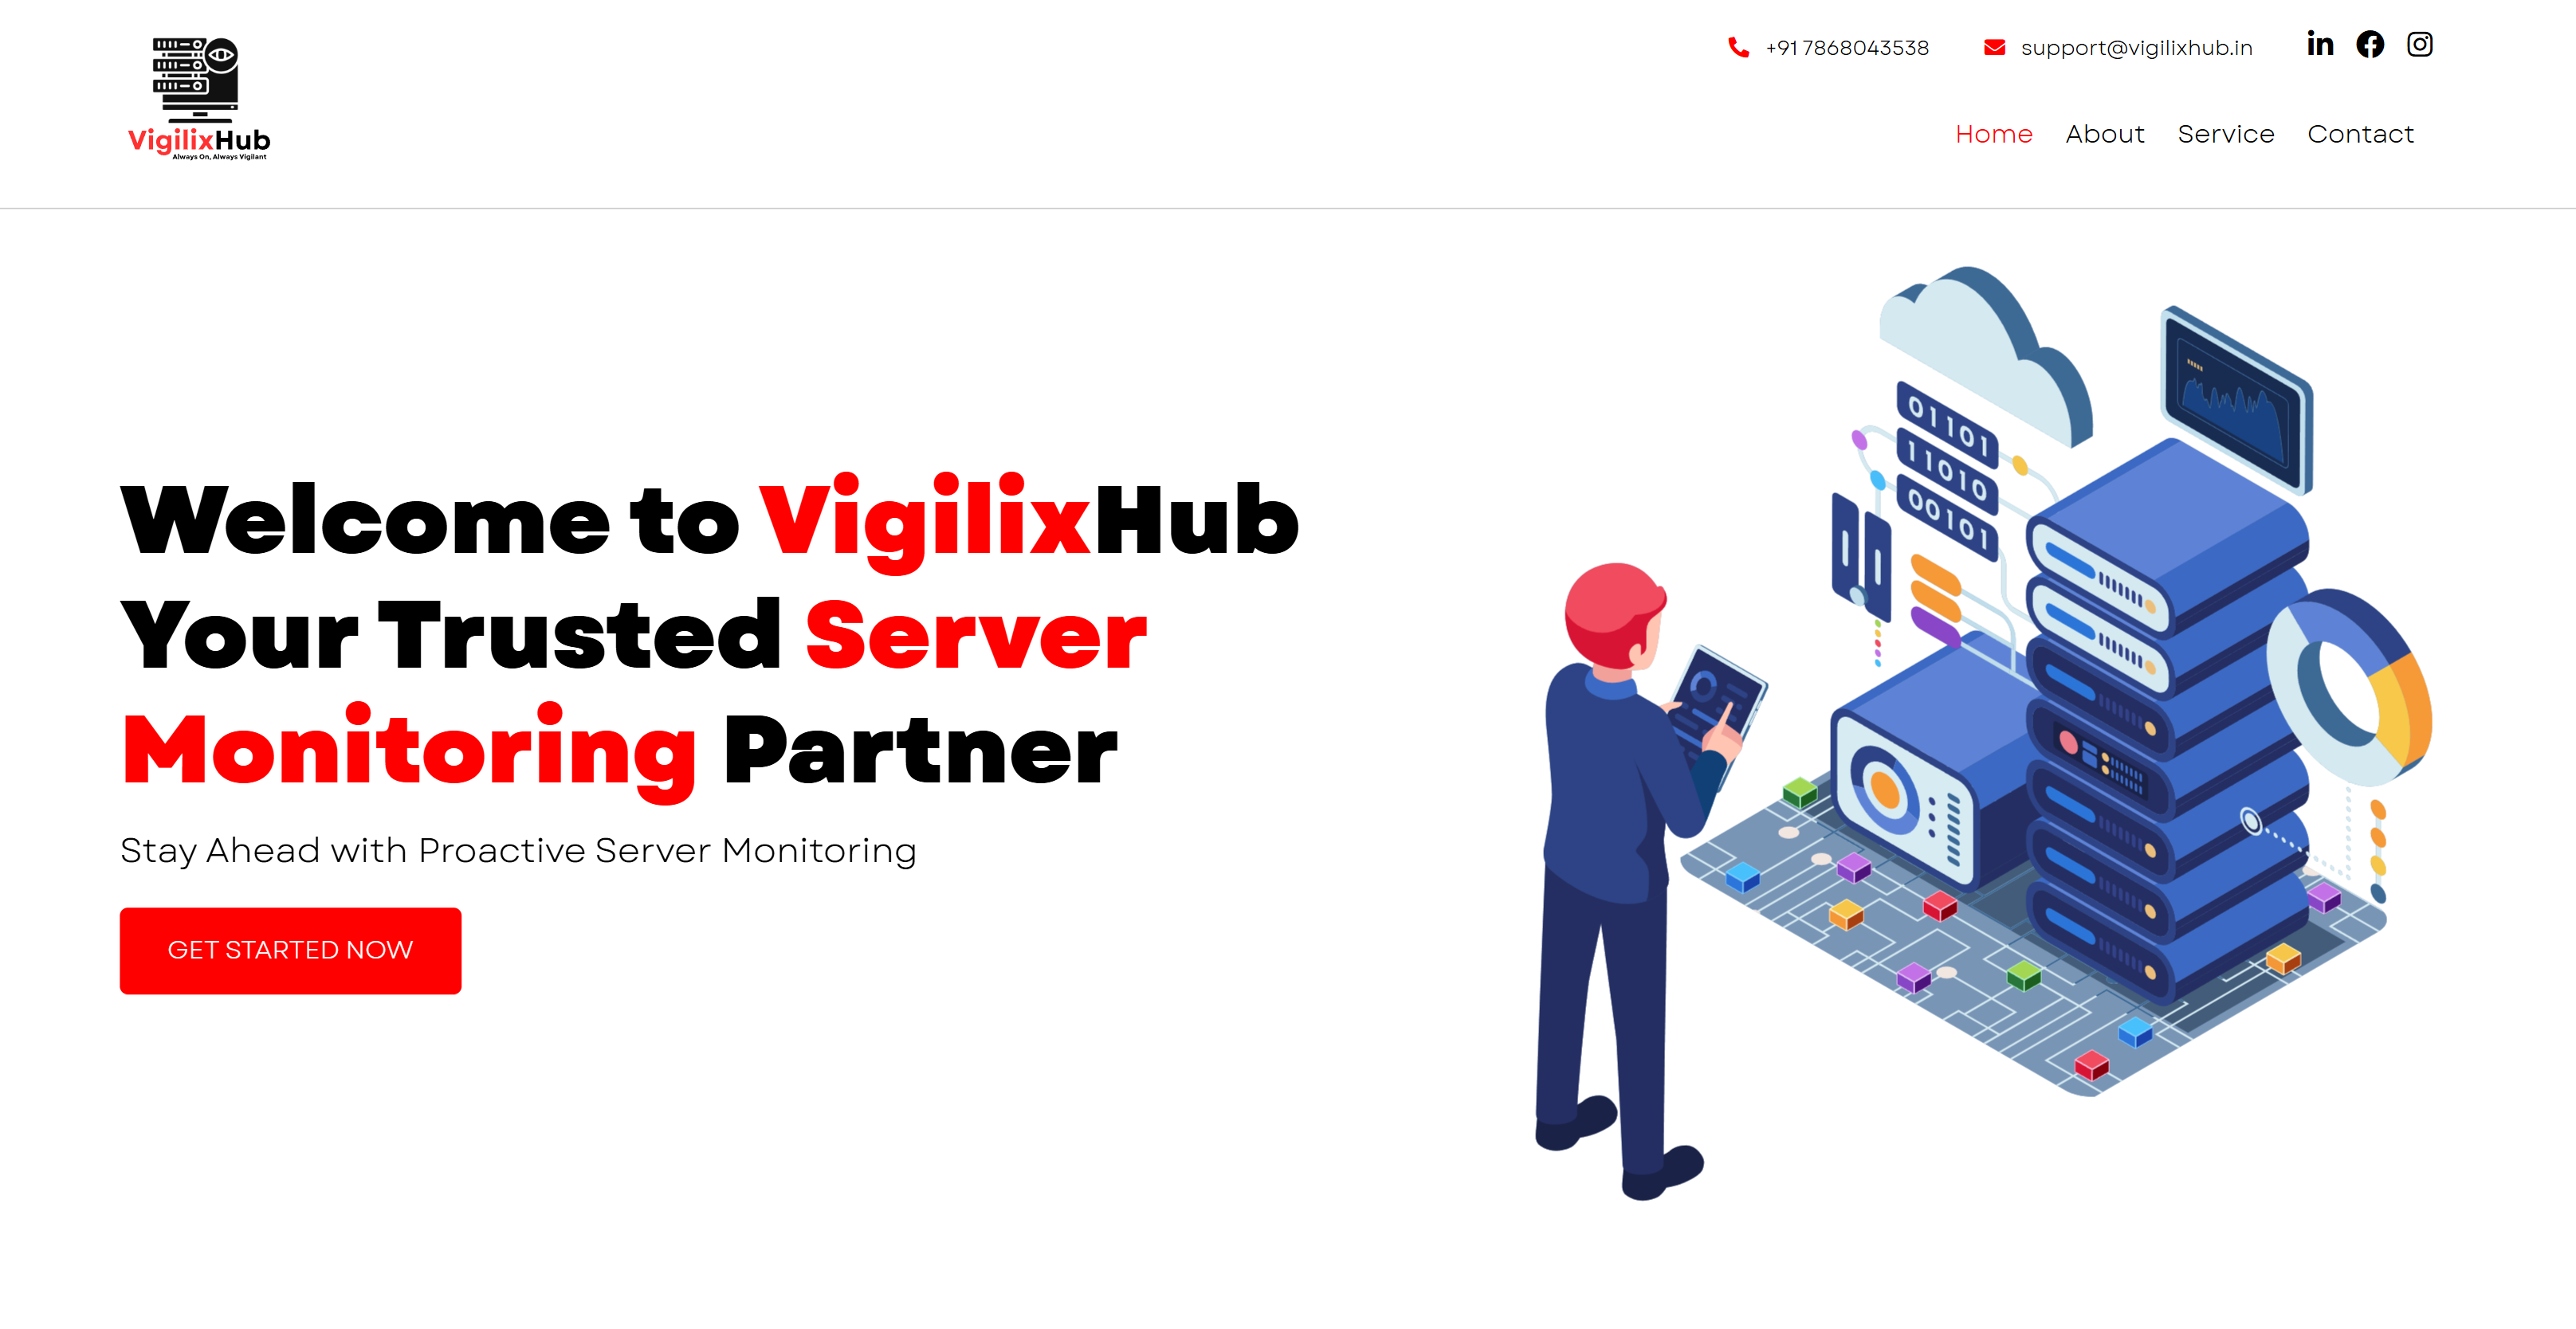 VigilixHub
Always On, Always Vigilant
+91 7868043538
support@vigilixhub.in
Home About Service Contact
Welcome to VigilixHub
Your Trusted Server
Monitoring Partner
Stay Ahead with Proactive Server Monitoring
GET STARTED NOW
01101
11010
00101